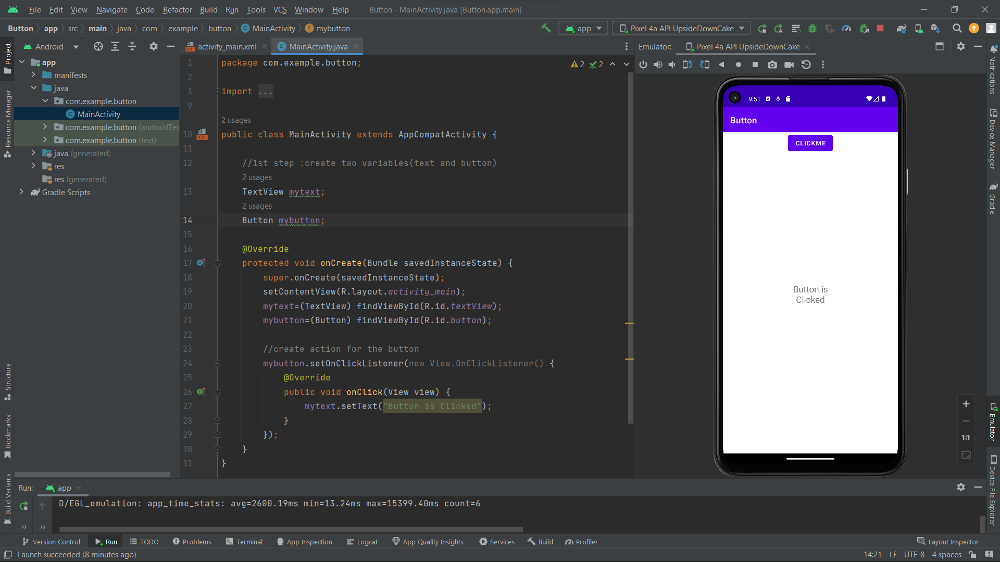 File Edit View Navigate Code Refactor Build Run Tools VCS Window Help Button - MainActivity.java [Button.app.main]
Button app src main java com example button MainActivity mybutton app Pixel 4a API UpsideDownCake
Project
Android
activity_main.xml
MainActivity.java
Emulator: Pixel 4a API UpsideDownCake
app
manifests
java
com.example.button
MainActivity
com.example.button (androidTes
com.example.button (test)
java (generated)
res
res (generated)
Gradle Scripts
Resource Manager
Structure
Bookmarks
Build Variants
1 package com.example.button;
2 2
2
3 import ...
9
2 usages
10 public class MainActivity extends AppCompatActivity {
11
12 //1st step :create two variables(text and button)
2 usages
13 TextView mytext;
2 usages
14 Button mybutton;
15
16 @Override
17 protected void onCreate(Bundle savedInstanceState) {
18 super.onCreate(savedInstanceState);
19 setContentView(R.layout.activity_main);
20 mytext=(TextView) findViewById(R.id.textView);
21 mybutton=(Button) findViewById(R.id.button);
22
23 //create action for the button
24 mybutton.setOnClickListener(new View.OnClickListener() {
25 @Override
26 public void onClick(View view) {
27 mytext.setText("Button is Clicked");
28 }
29 });
30 }
31 }
9:51
Button
CLICKME
Button is
Clicked
1:1
Notifications
Device Manager
Gradle
Emulator
Device File Explorer
Run: app
D/EGL_emulation: app_time_stats: avg=2600.19ms min=13.24ms max=15399.40ms count=6
Version Control Run TODO Problems Terminal App Inspection Logcat App Quality Insights Services Build Profiler Layout Inspector
Launch succeeded (8 minutes ago) 14:21 LF UTF-8 4 spaces